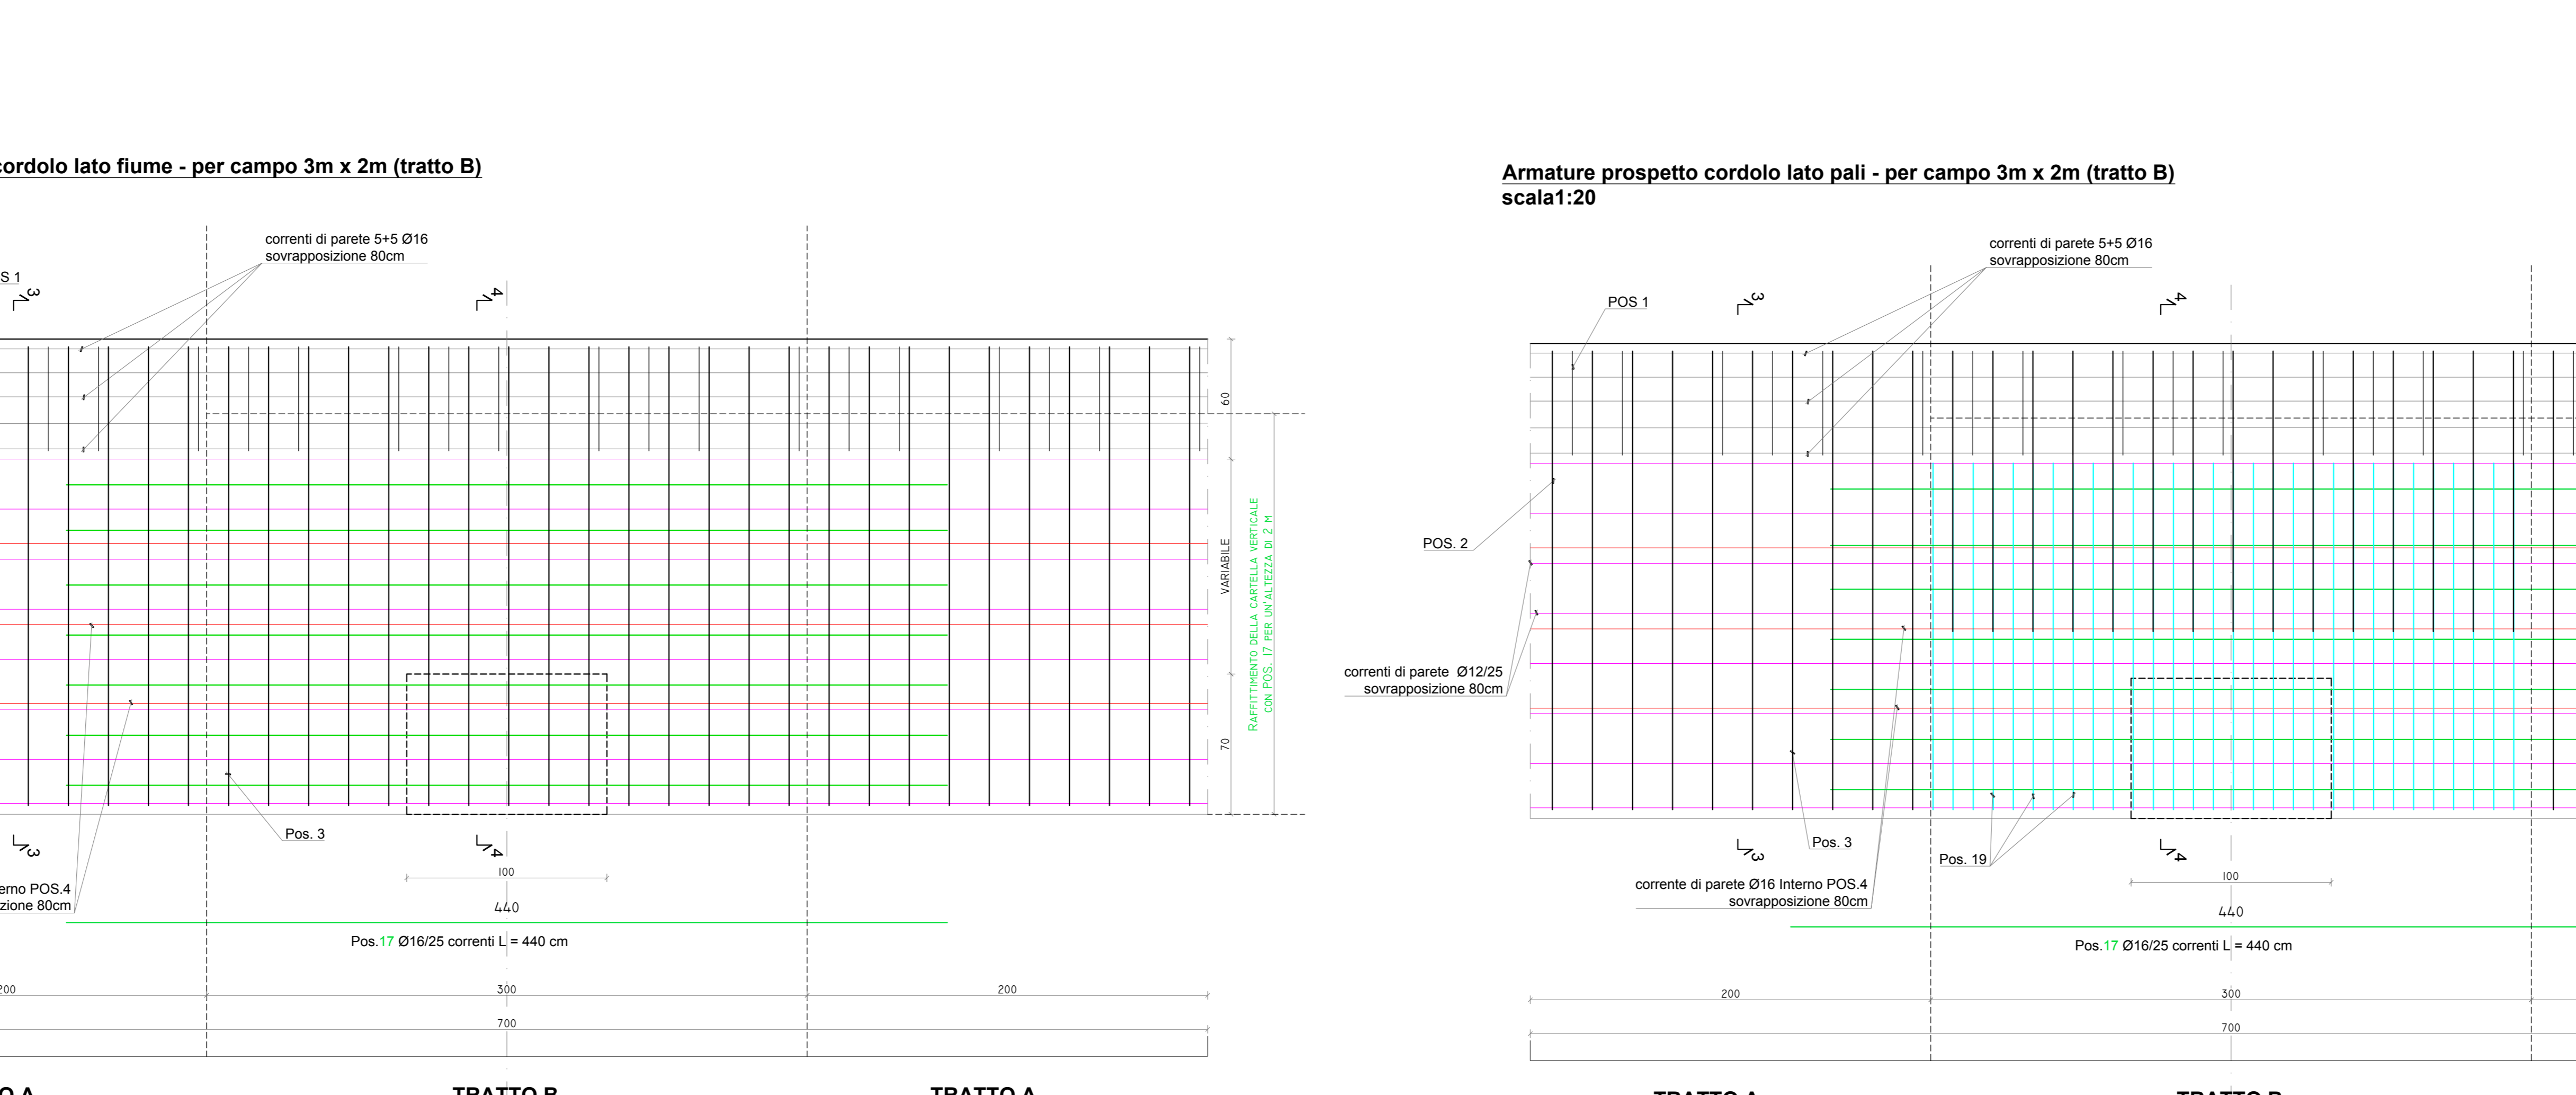 cordolo lato fiume - per campo 3m x 2m (tratto B)
correnti di parete 5+5 Ø16
sovrapposizione 80cm
S 1
3
4
60
VARIABILE
70
RAFFITTIMENTO DELLA CARTELLA VERTICALE
CON POS. 17 PER UN'ALTEZZA DI 2 M
Pos. 3
3
4
erno POS.4
zione 80cm
100
440
Pos.17 Ø16/25 correnti L = 440 cm
200
300
200
700
O A
TRATTO B
TRATTO A
Armature prospetto cordolo lato pali - per campo 3m x 2m (tratto B)
scala1:20
correnti di parete 5+5 Ø16
sovrapposizione 80cm
POS 1
3
4
POS. 2
correnti di parete Ø12/25
sovrapposizione 80cm
Pos. 3
3
4
Pos. 19
corrente di parete Ø16 Interno POS.4
sovrapposizione 80cm
100
440
Pos.17 Ø16/25 correnti L = 440 cm
200
300
700
TRATTO A
TRATTO B